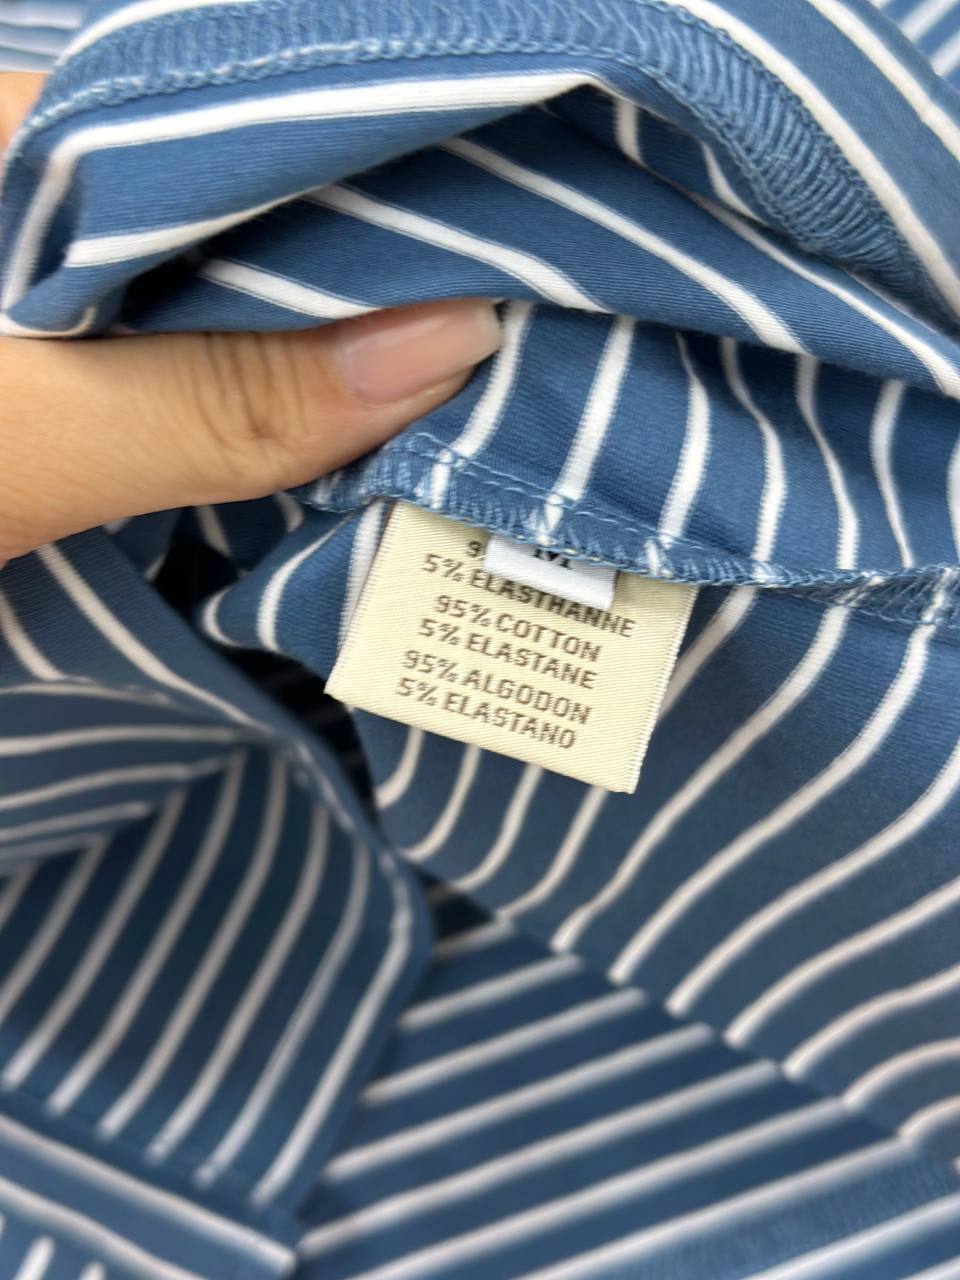 M
5% ELASTHANNE
95% COTTON
5% ELASTANE
95% ALGODON
5% ELASTANO